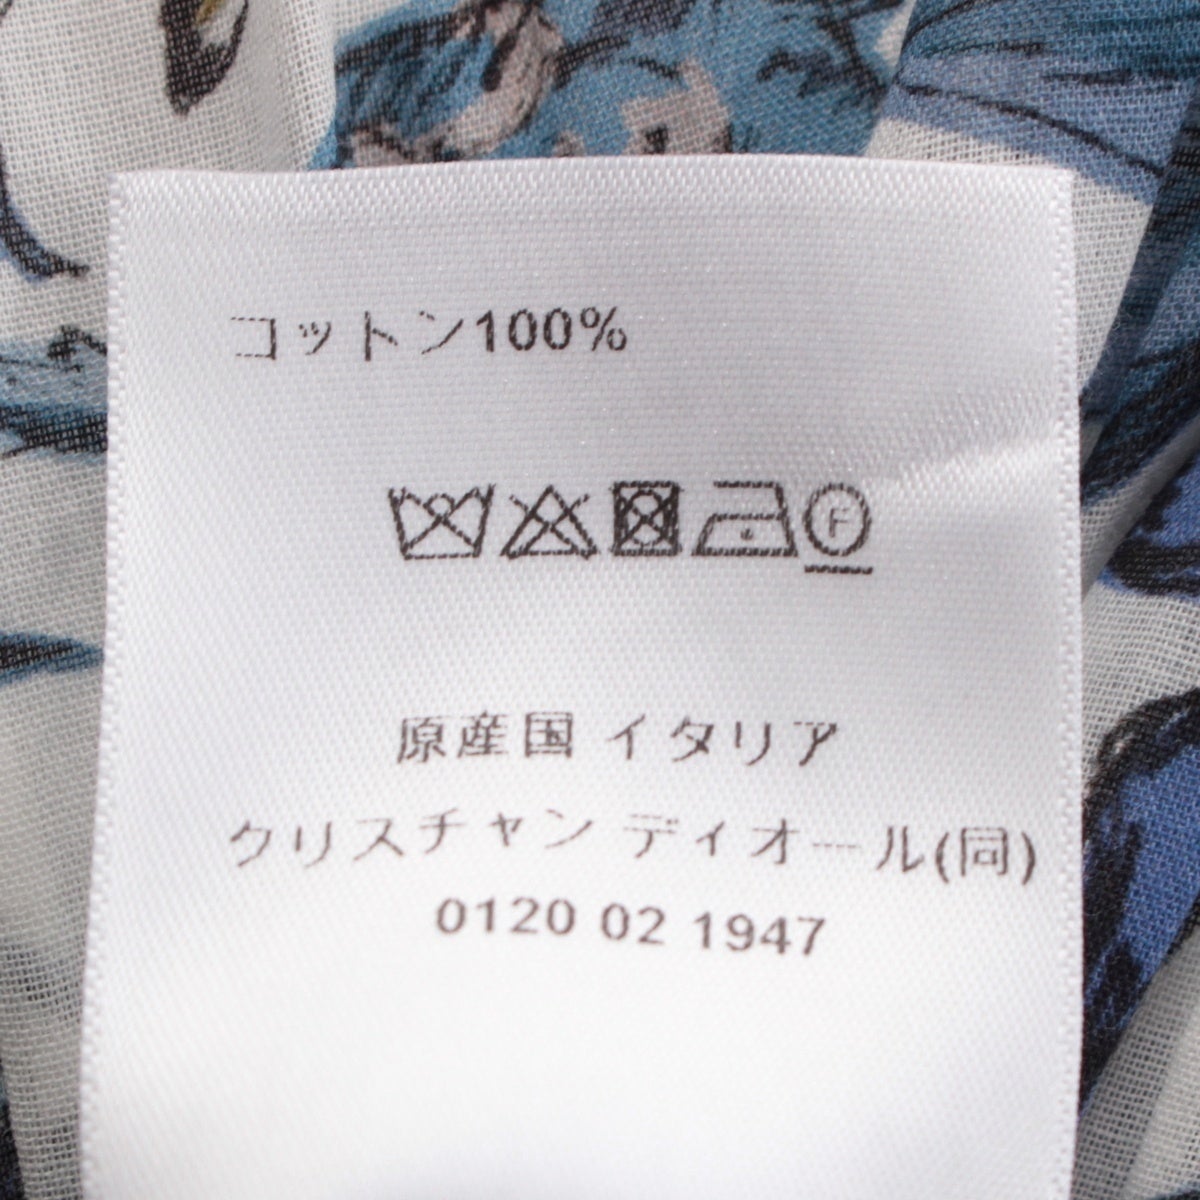 コットン100%
F
原産国 イタリア
クリスチャン ディオール(同)
0120 02 1947